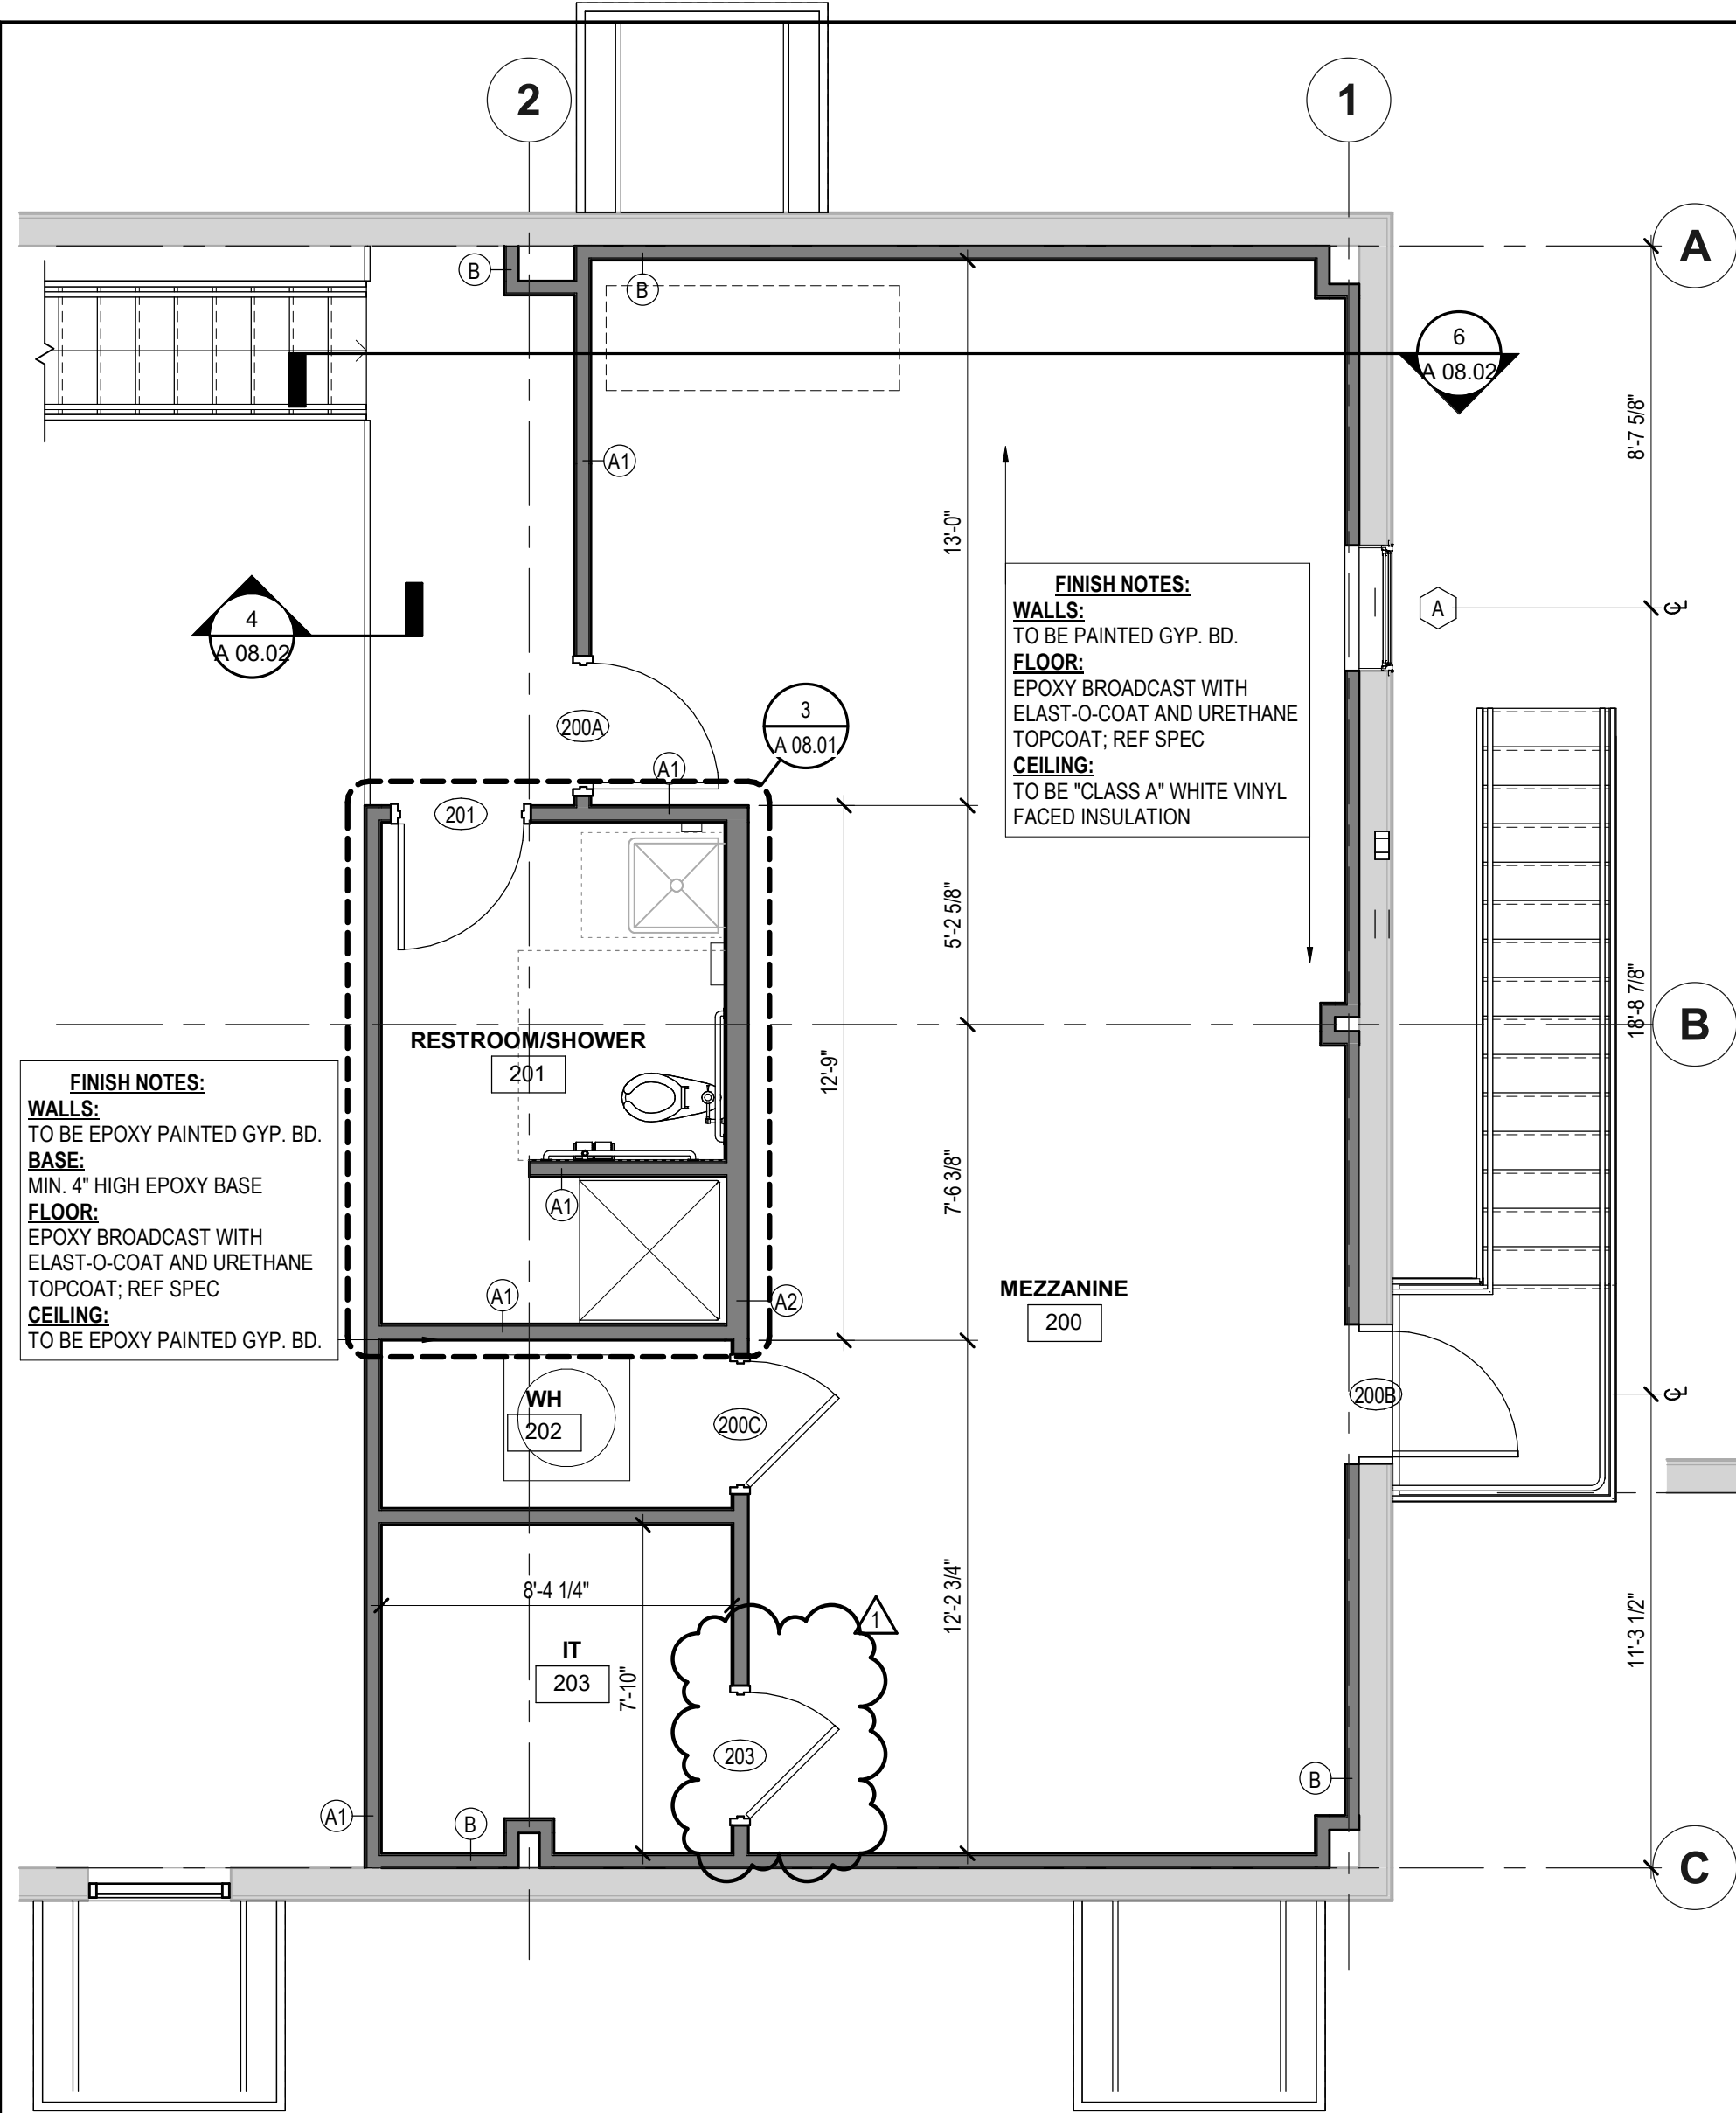 2
1
A
B
B
6
A 08.02
8'-7 5/8"
A1
13'-0"
FINISH NOTES:
WALLS:
TO BE PAINTED GYP. BD.
FLOOR:
EPOXY BROADCAST WITH
ELAST-O-COAT AND URETHANE
TOPCOAT; REF SPEC
CEILING:
TO BE "CLASS A" WHITE VINYL
FACED INSULATION
A
CL
4
A 08.02
3
A 08.01
200A
A1
201
5'-2 5/8"
18'-8 7/8"
B
RESTROOM/SHOWER
201
12'-9"
FINISH NOTES:
WALLS:
TO BE EPOXY PAINTED GYP. BD.
BASE:
MIN. 4" HIGH EPOXY BASE
FLOOR:
EPOXY BROADCAST WITH
ELAST-O-COAT AND URETHANE
TOPCOAT; REF SPEC
CEILING:
TO BE EPOXY PAINTED GYP. BD.
A1
7'-6 3/8"
A1
A2
MEZZANINE
200
WH
202
200C
200B
CL
8'-4 1/4"
12'-2 3/4"
1
11'-3 1/2"
IT
203
7'-10"
203
B
A1
B
C